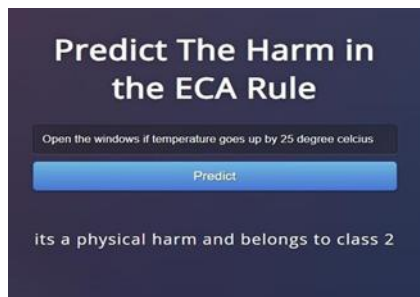 Predict The Harm in
the ECA Rule
Open the windows if temperature goes up by 25 degree celcius
Predict
its a physical harm and belongs to class 2